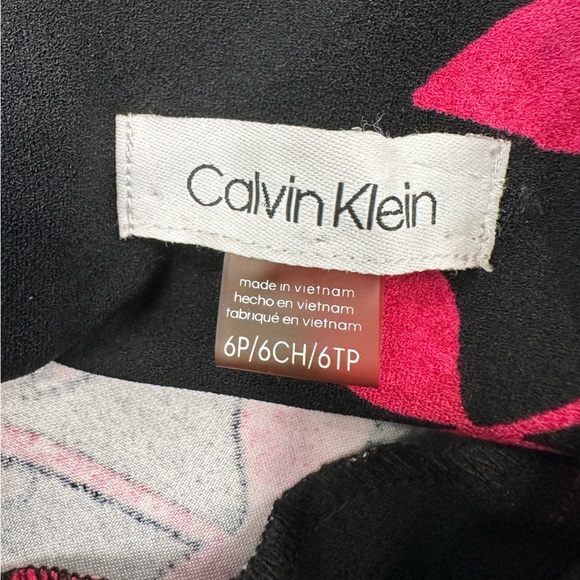 Calvin Klein
made in vietnam
hecho en vietnam
fabriqué en vietnam
6P/6CH/6TP